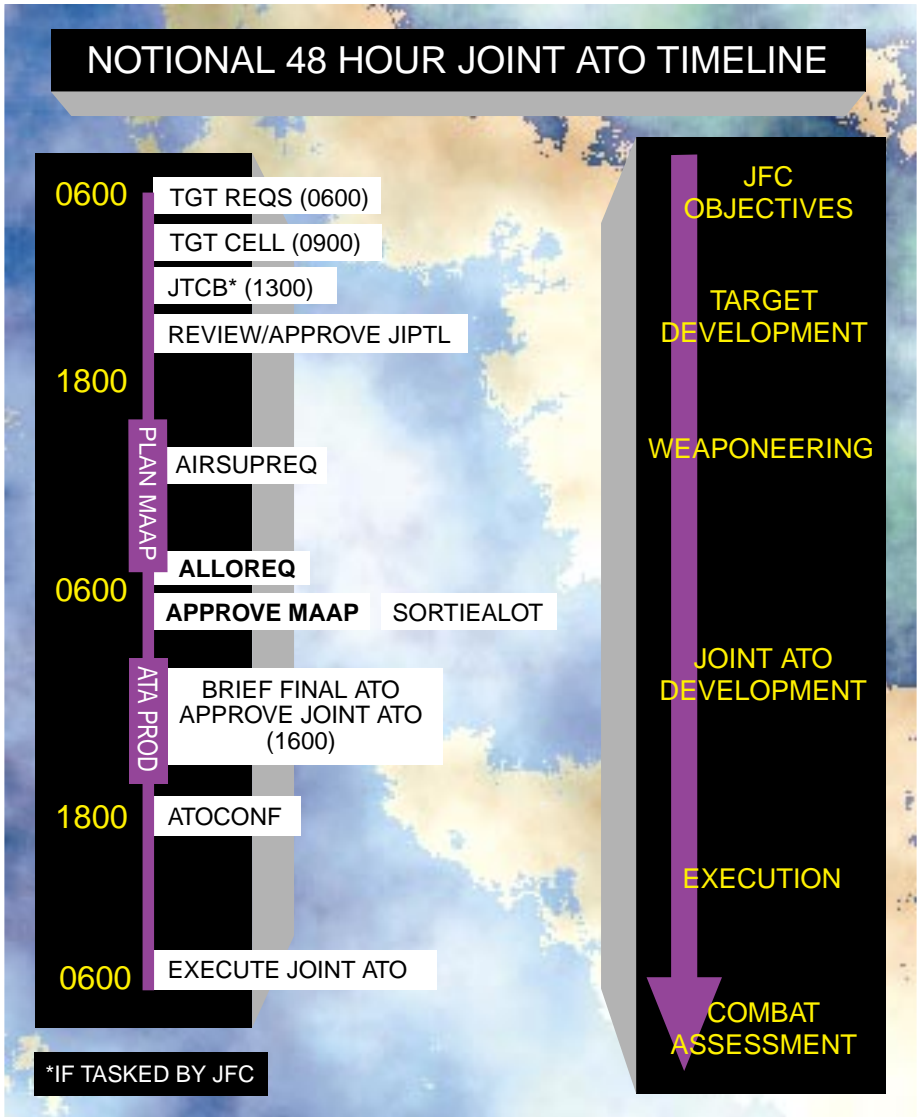 NOTIONAL 48 HOUR JOINT ATO TIMELINE
0600
TGT REQS (0600)
TGT CELL (0900)
JTCB* (1300)
REVIEW/APPROVE JIPTL
1800
PLAN MAAP
AIRSUPREQ
ALLOREQ
0600
APPROVE MAAP
SORTIEALOT
ATA PROD
BRIEF FINAL ATO
APPROVE JOINT ATO
(1600)
1800
ATOCONF
0600
EXECUTE JOINT ATO
*IF TASKED BY JFC
JFC
OBJECTIVES
TARGET
DEVELOPMENT
WEAPONEERING
JOINT ATO
DEVELOPMENT
EXECUTION
COMBAT
ASSESSMENT